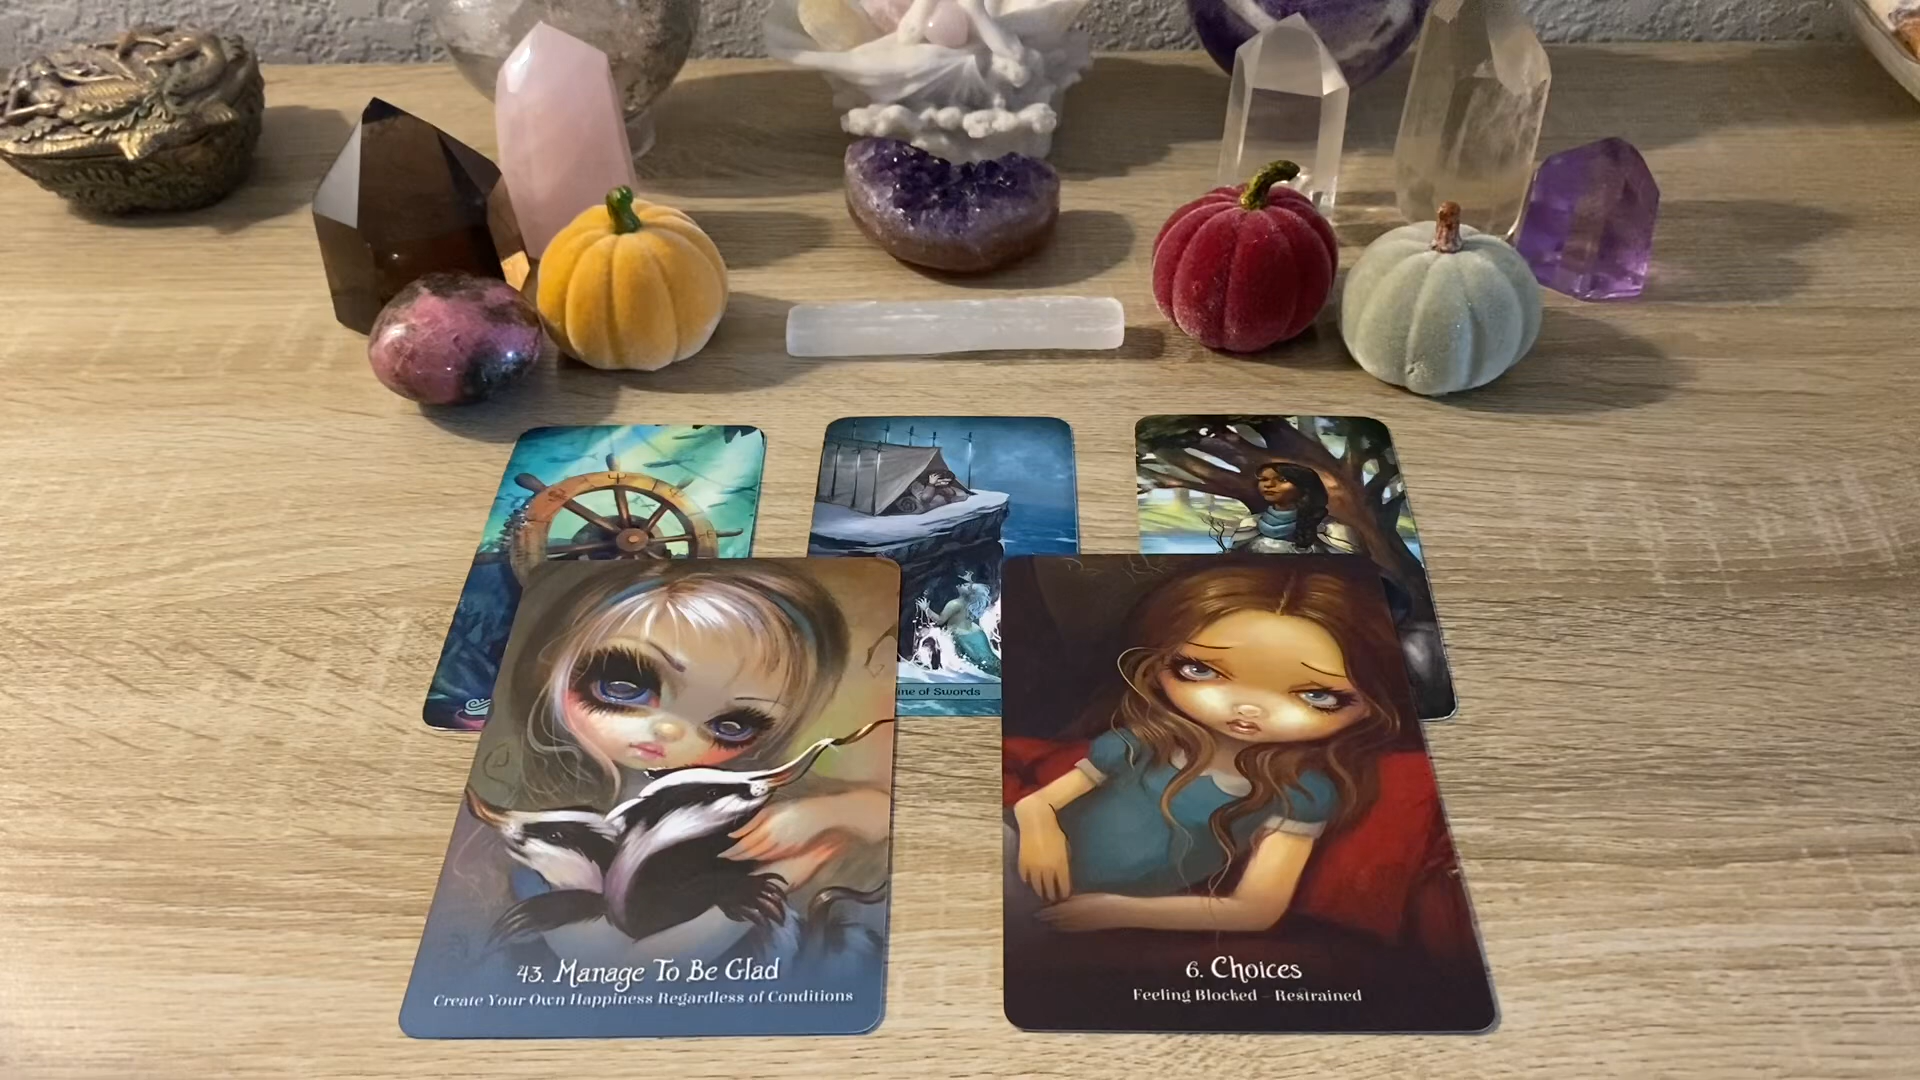 ine of Swords
43. Manage To Be Glad
Create Your Own Happiness Regardless of Conditions
6. Choices
Feeling Blocked – Restrained